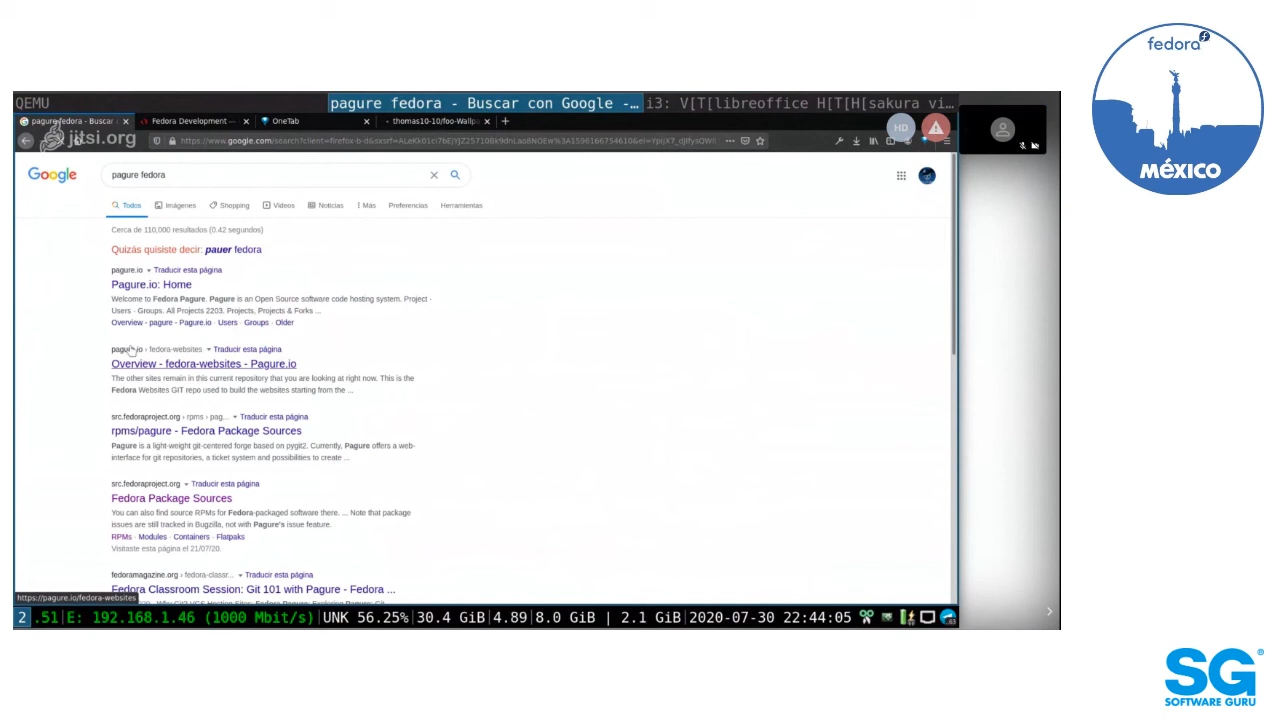 fedora
MÉXICO
QEMU
pagure fedora - Buscar con Google -…
i3: V[T[libreoffice H[T[H[sakura vi…
pagure fedora - Buscar
Fedora Development —
OneTab
thomas10-10/foo-Wallpa
jitsi.org
HD
Google
pagure fedora
Todos
Imágenes
Shopping
Videos
Noticias
Más
Preferencias
Herramientas
Cerca de 110,000 resultados (0.42 segundos)
Quizás quisiste decir: pauer fedora
pagure.io Traducir esta página
Pagure.io: Home
Welcome to Fedora Pagure. Pagure is an Open Source software code hosting system. Project -
Users · Groups. All Projects 2203. Projects, Projects & Forks ...
Overview - pagure - Pagure.io · Users · Groups · Older
pagure.io › fedora-websites Traducir esta página
Overview - fedora-websites - Pagure.io
The other sites remain in this current repository that you are looking at right now. This is the
Fedora Websites GIT repo used to build the websites starting from the ...
src.fedoraproject.org › rpms › pag... Traducir esta página
rpms/pagure - Fedora Package Sources
Pagure is a light-weight git-centered forge based on pygit2. Currently, Pagure offers a web-
interface for git repositories, a ticket system and possibilities to create ...
src.fedoraproject.org Traducir esta página
Fedora Package Sources
You can also find source RPMs for Fedora-packaged software there. ... Note that package
issues are still tracked in Bugzilla, not with Pagure's issue feature.
RPMs · Modules · Containers · Flatpaks
Visitaste esta página el 21/07/20.
fedoramagazine.org › fedora-classr... Traducir esta página
Fedora Classroom Session: Git 101 with Pagure - Fedora ...
https://pagure.io/fedora-websites
2 .51|E: 192.168.1.46 (1000 Mbit/s)|UNK 56.25%|30.4 GiB|4.89|8.0 GiB | 2.1 GiB|2020-07-30 22:44:05
SG®
SOFTWARE GURU